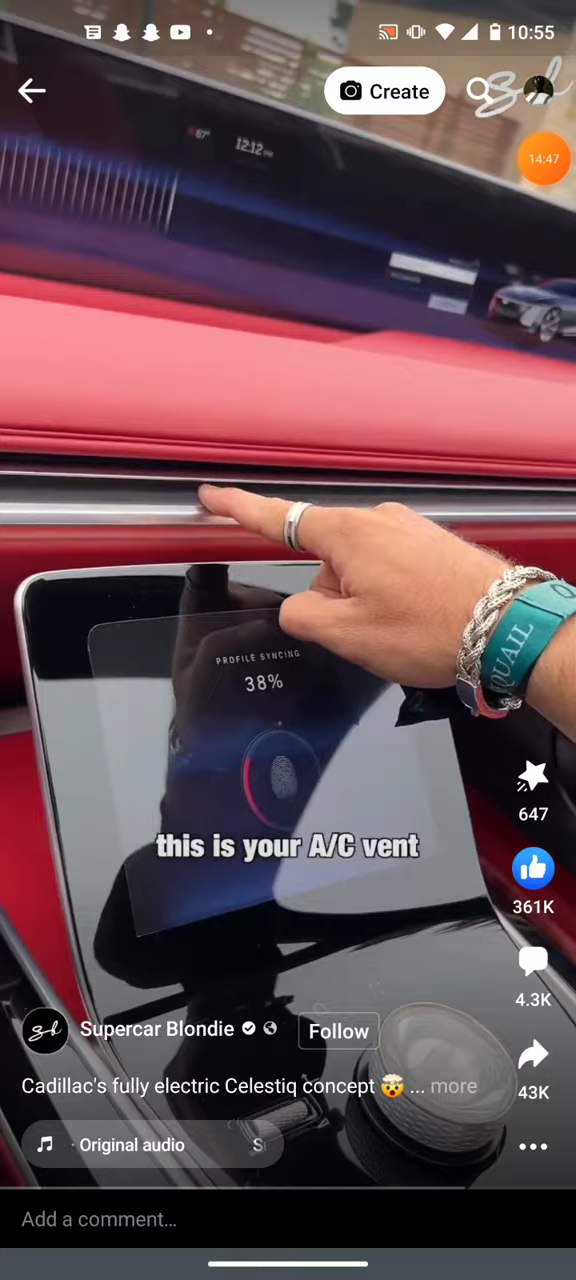 10:55
Create
14:47
67°
12:12 PM
PROFILE SYNCING
38%
QUAIL
this is your A/C vent
647
361K
4.3K
43K
Supercar Blondie
Follow
Cadillac's fully electric Celestiq concept 🤯 ... more
· Original audio
Add a comment...